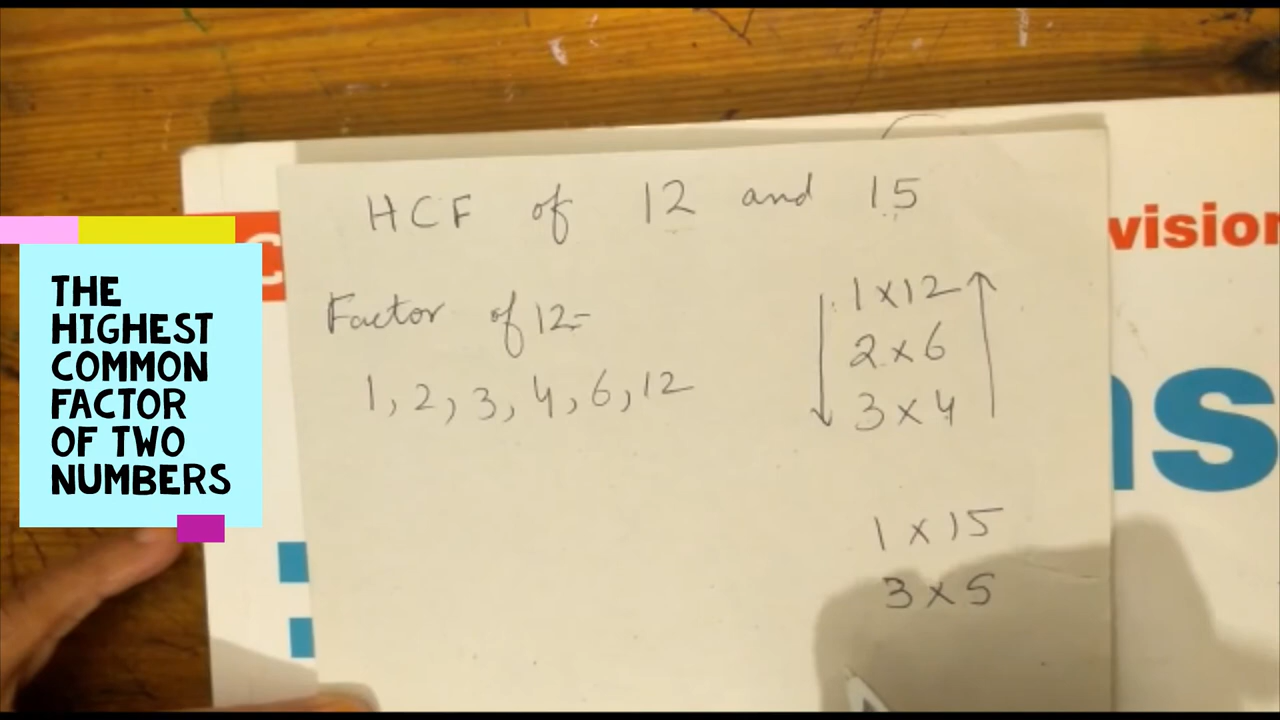 HCF of 12 and 15
Factor of 12=
1, 2, 3, 4, 6, 12
1 x 12
2 x 6
3 x 4
1 x 15
3 x 5
THE
HIGHEST
COMMON
FACTOR
OF TWO
NUMBERS
C
vision
ns